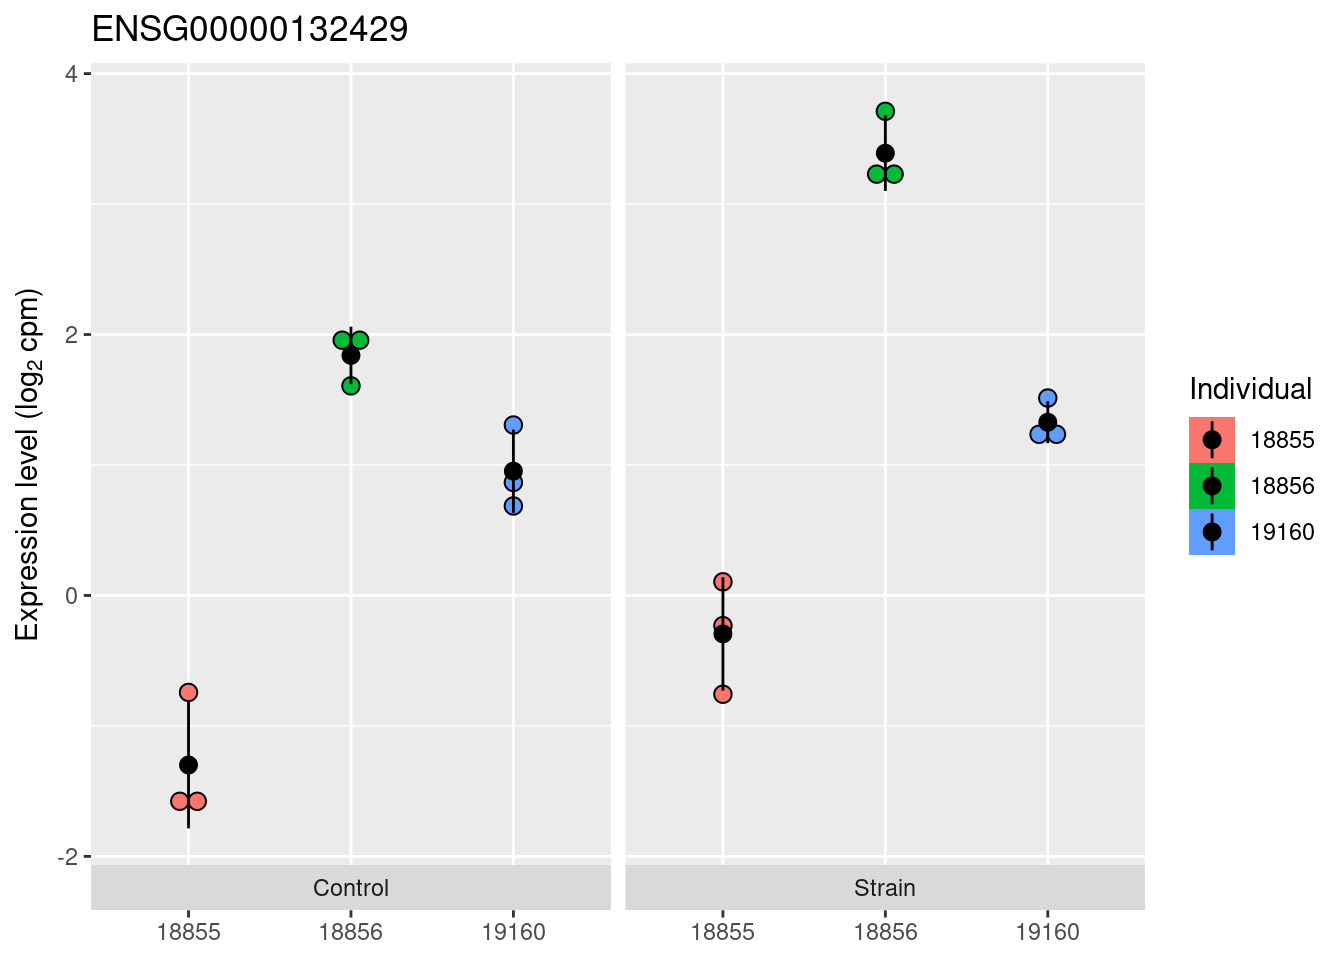 ENSG00000132429
Expression level (log₂ cpm)
4
2
0
-2
Control
Strain
18855
18856
19160
18855
18856
19160
Individual
18855
18856
19160